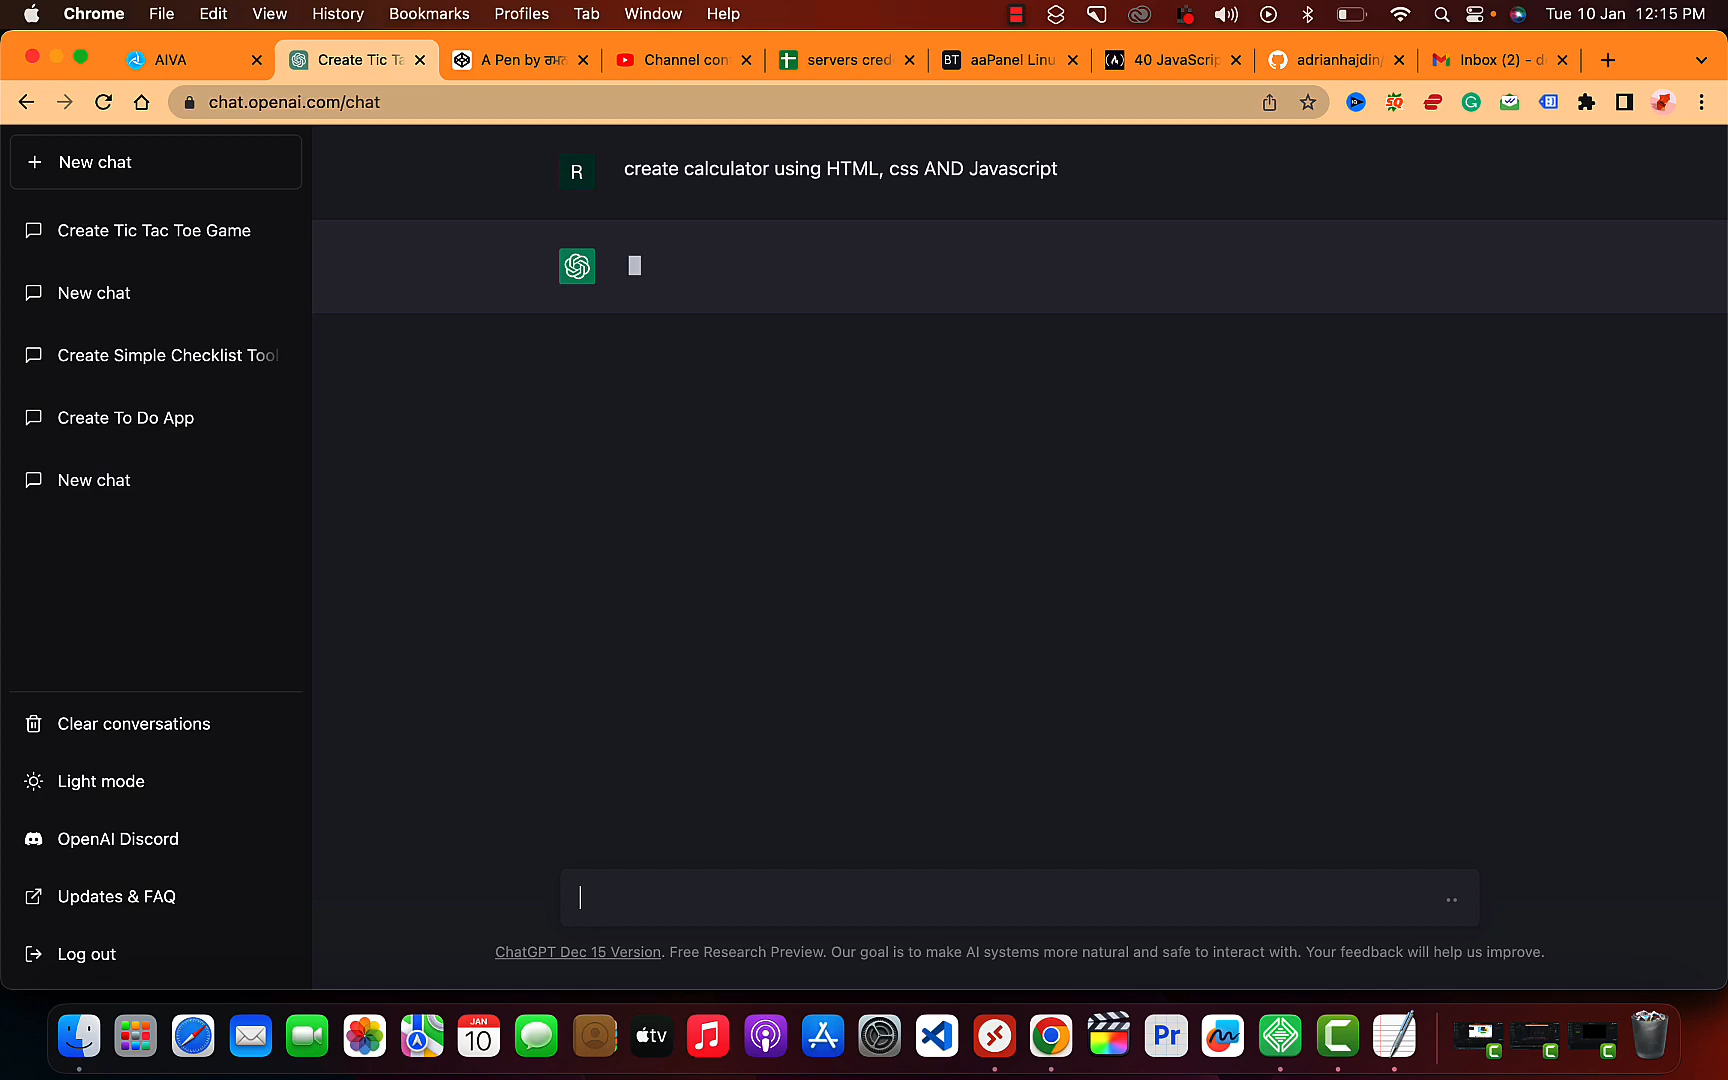 Chrome File Edit View History Bookmarks Profiles Tab Window Help Tue 10 Jan 12:15 PM
AIVA Create Tic Ta A Pen by Channel con servers cred BT aaPanel Linu (A) 40 JavaScrip adrianhajdin/ Inbox (2) - d
chat.openai.com/chat
New chat
R create calculator using HTML, css AND Javascript
Create Tic Tac Toe Game
New chat
Create Simple Checklist Tool
Create To Do App
New chat
Clear conversations
Light mode
OpenAI Discord
Updates & FAQ
Log out
ChatGPT Dec 15 Version. Free Research Preview. Our goal is to make AI systems more natural and safe to interact with. Your feedback will help us improve.
JAN
10
tv
Pr